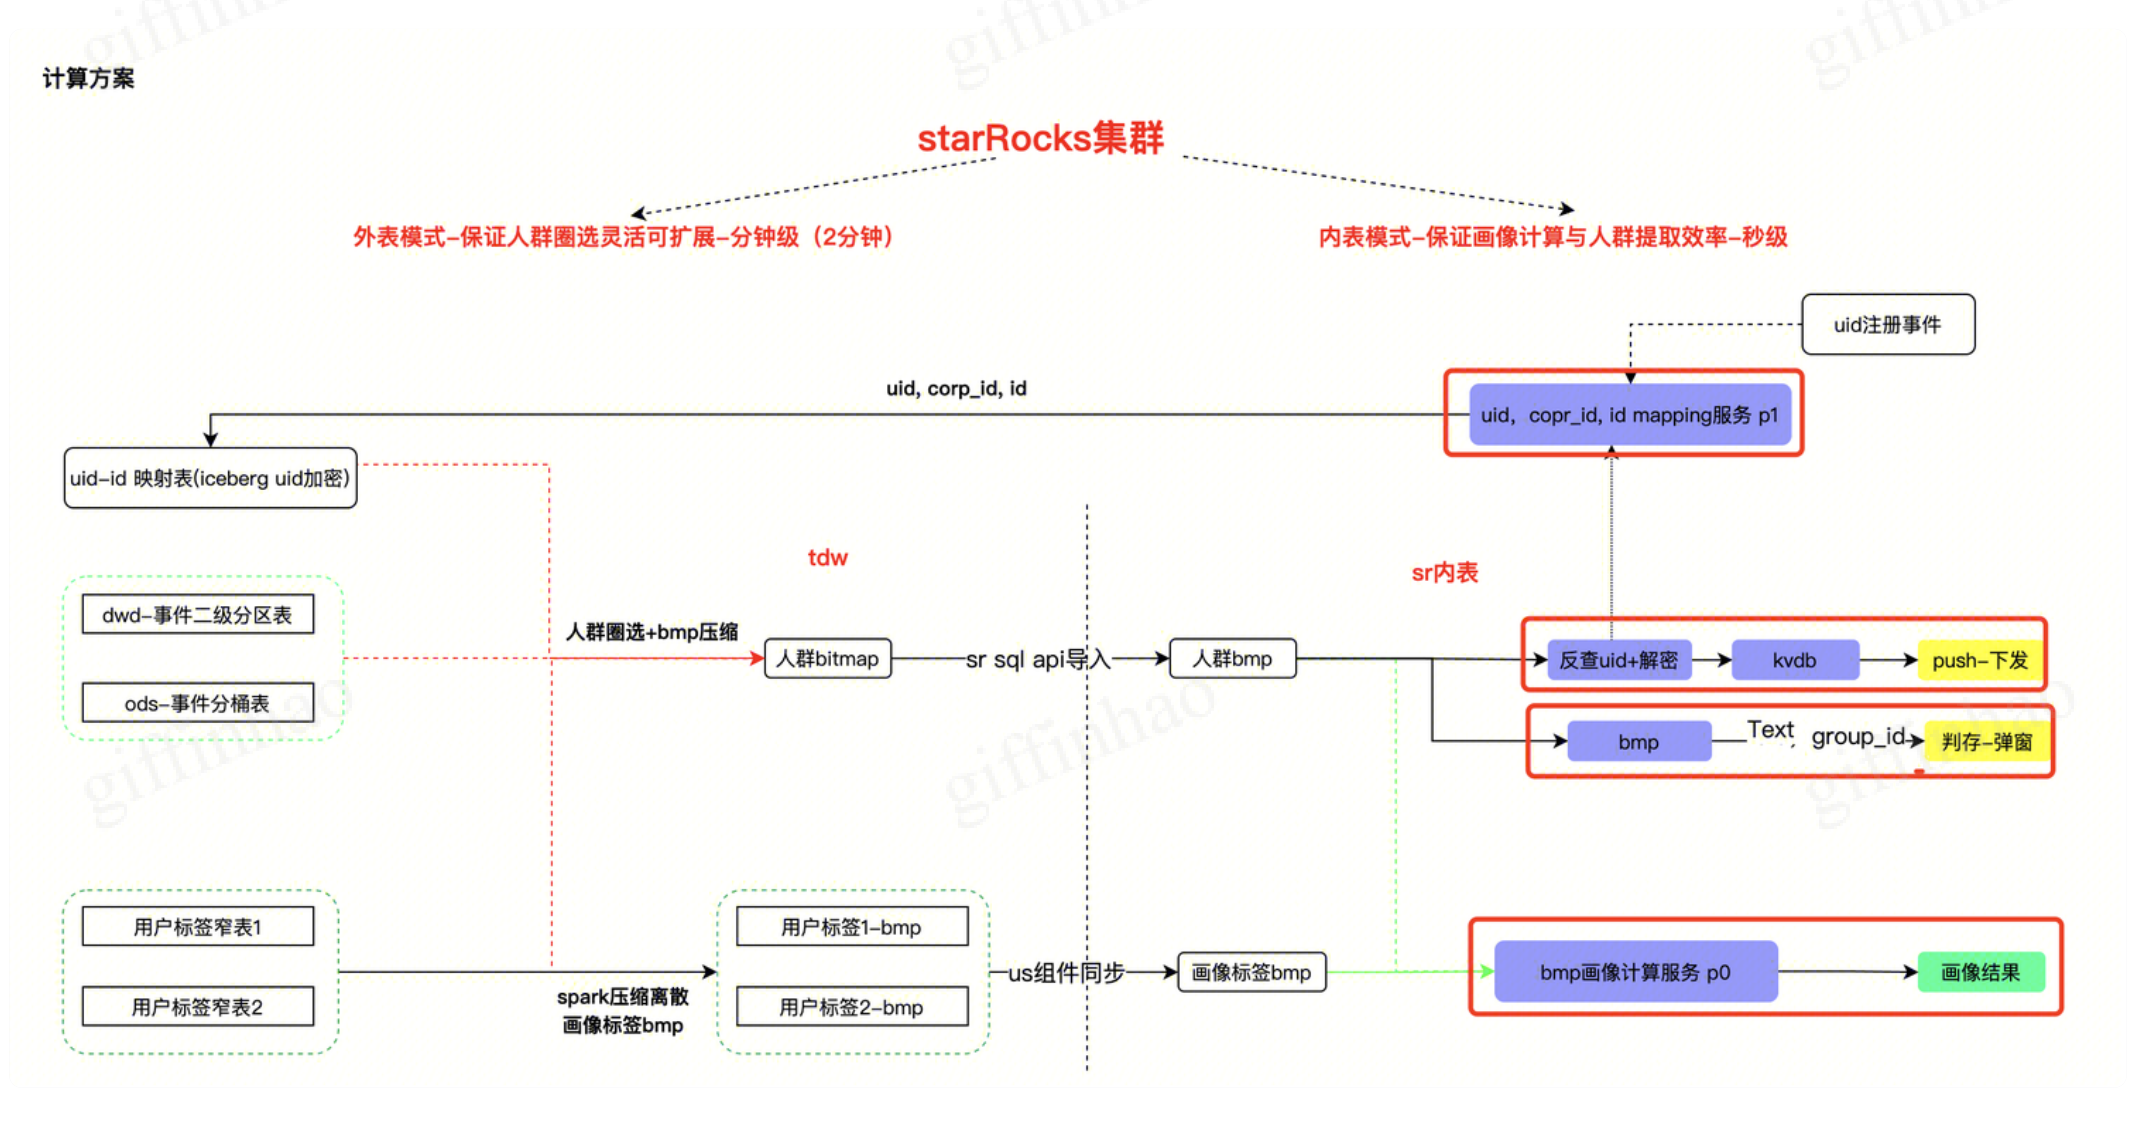 计算方案
starRocks集群
外表模式-保证人群圈选灵活可扩展-分钟级（2分钟）
内表模式-保证画像计算与人群提取效率-秒级
uid注册事件
uid, corp_id, id
uid，copr_id, id mapping服务 p1
uid-id 映射表(iceberg uid加密)
tdw
sr内表
dwd-事件二级分区表
ods-事件分桶表
人群圈选+bmp压缩
人群bitmap
sr sql api导入
人群bmp
反查uid+解密
kvdb
push-下发
bmp
Text
group_id
判存-弹窗
用户标签窄表1
用户标签窄表2
spark压缩离散
画像标签bmp
用户标签1-bmp
用户标签2-bmp
us组件同步
画像标签bmp
bmp画像计算服务 p0
画像结果
giffinhao
giffinhao
giffinhao
giffinhao
giffinhao
giffinhao